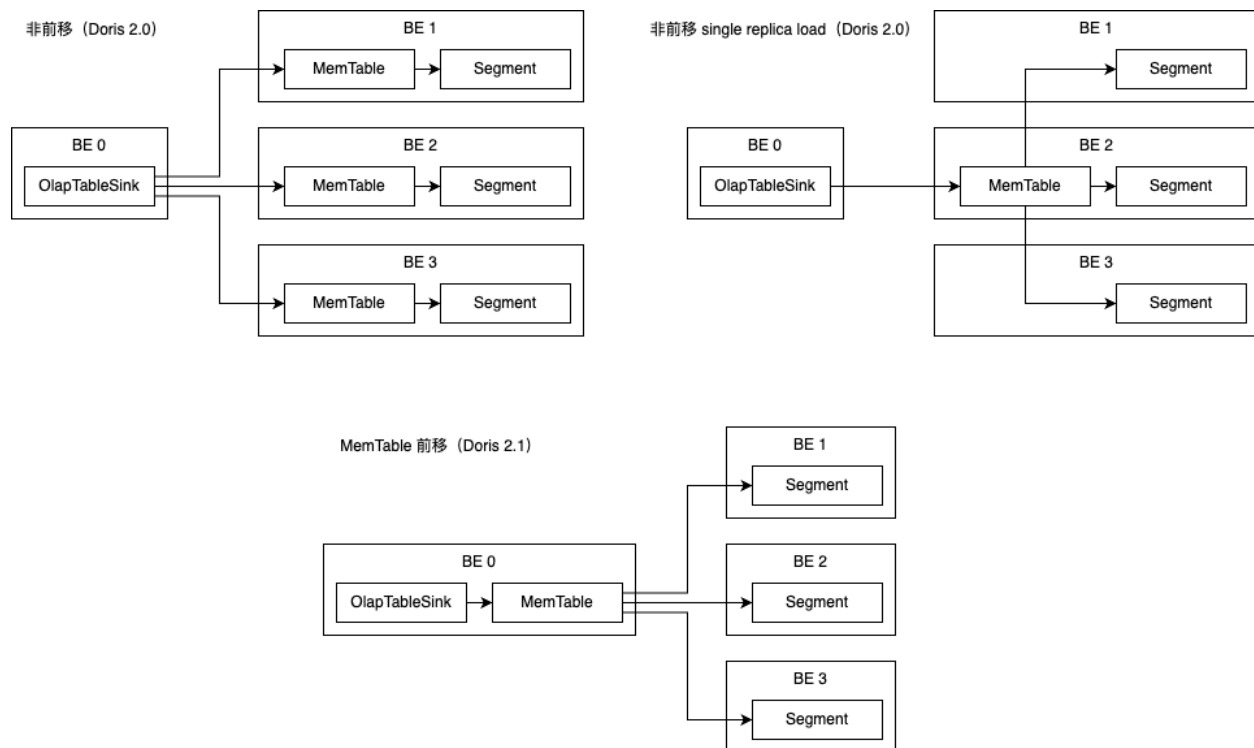 非前移（Doris 2.0）
BE 0
OlapTableSink
BE 1
MemTable
Segment
BE 2
MemTable
Segment
BE 3
MemTable
Segment
非前移 single replica load（Doris 2.0）
BE 0
OlapTableSink
BE 1
Segment
BE 2
MemTable
Segment
BE 3
Segment
MemTable 前移（Doris 2.1）
BE 0
OlapTableSink
MemTable
BE 1
Segment
BE 2
Segment
BE 3
Segment